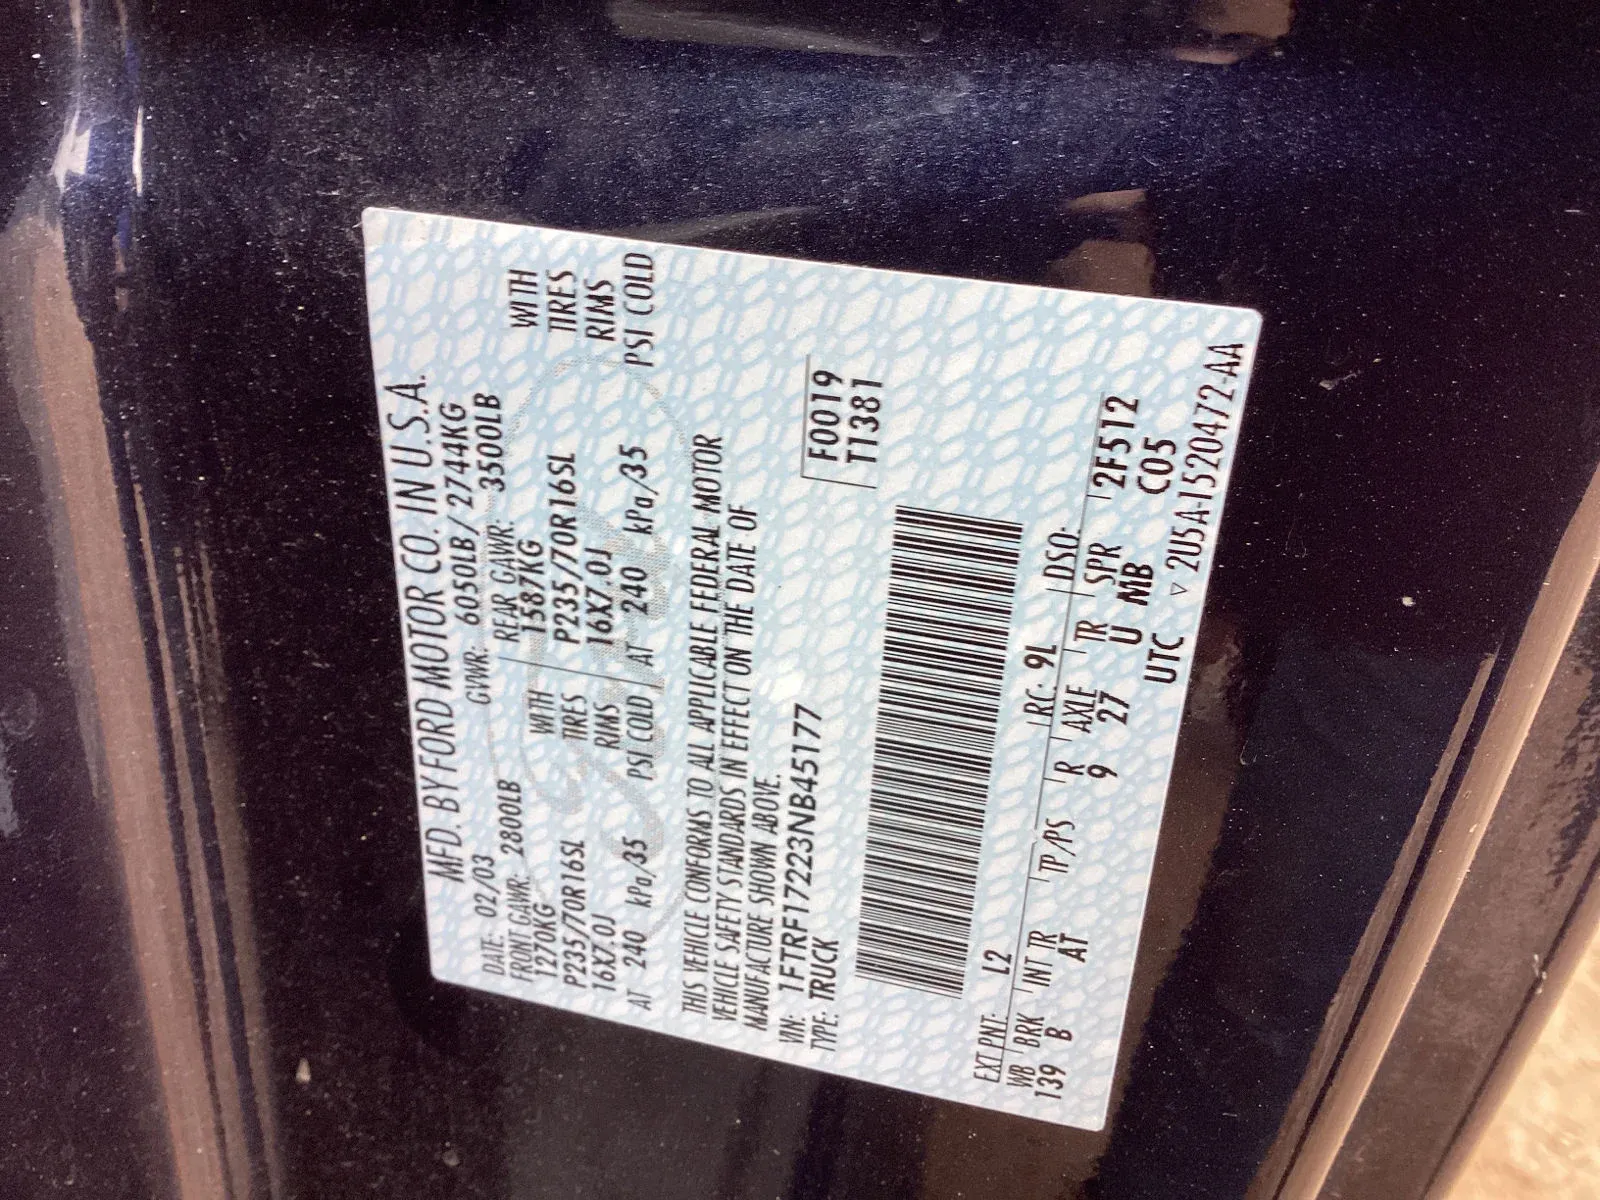 MFD. BY FORD MOTOR CO. IN U.S.A.
DATE: 02/03 GVWR: 6050LB/2744KG
FRONT GAWR: 2800LB REAR GAWR: 3500LB
1270KG WITH 1587KG WITH
P235/70R16SL TIRES P235/70R16SL TIRES
16X7.0J RIMS 16X7.0J RIMS
AT 240 kPa/35 PSI COLD AT 240 kPa/35 PSI COLD
THIS VEHICLE CONFORMS TO ALL APPLICABLE FEDERAL MOTOR
VEHICLE SAFETY STANDARDS IN EFFECT ON THE DATE OF
MANUFACTURE SHOWN ABOVE.
VIN: 1FTRF17223NB45177 F0019
TYPE: TRUCK T1381
EXT PNT: L2 RC: 9L DSO:
WB BRK INT TR TP/PS R AXLE TR SPR 2F512
139 B AT 9 27 U MB C05
UTC ▽ 2U5A-1520472-AA